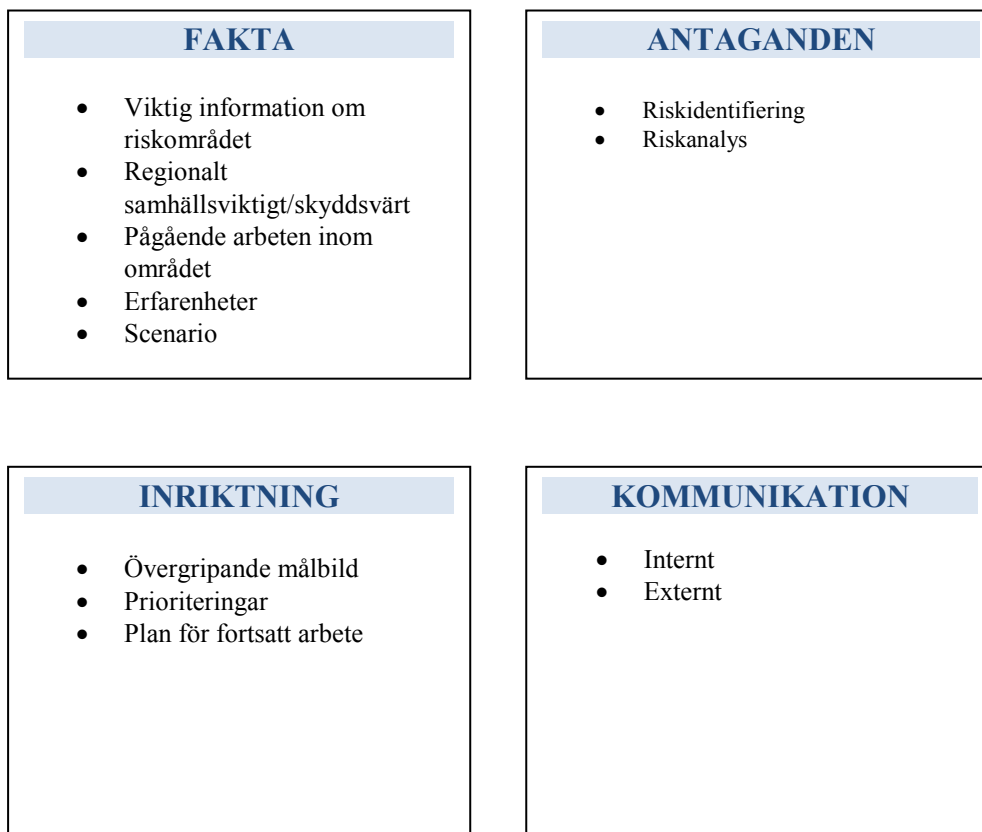 FAKTA
• Viktig information om
riskområdet
• Regionalt
samhällsviktigt/skyddsvärt
• Pågående arbeten inom
området
• Erfarenheter
• Scenario
ANTAGANDEN
• Riskidentifiering
• Riskanalys
INRIKTNING
• Övergripande målbild
• Prioriteringar
• Plan för fortsatt arbete
KOMMUNIKATION
• Internt
• Externt